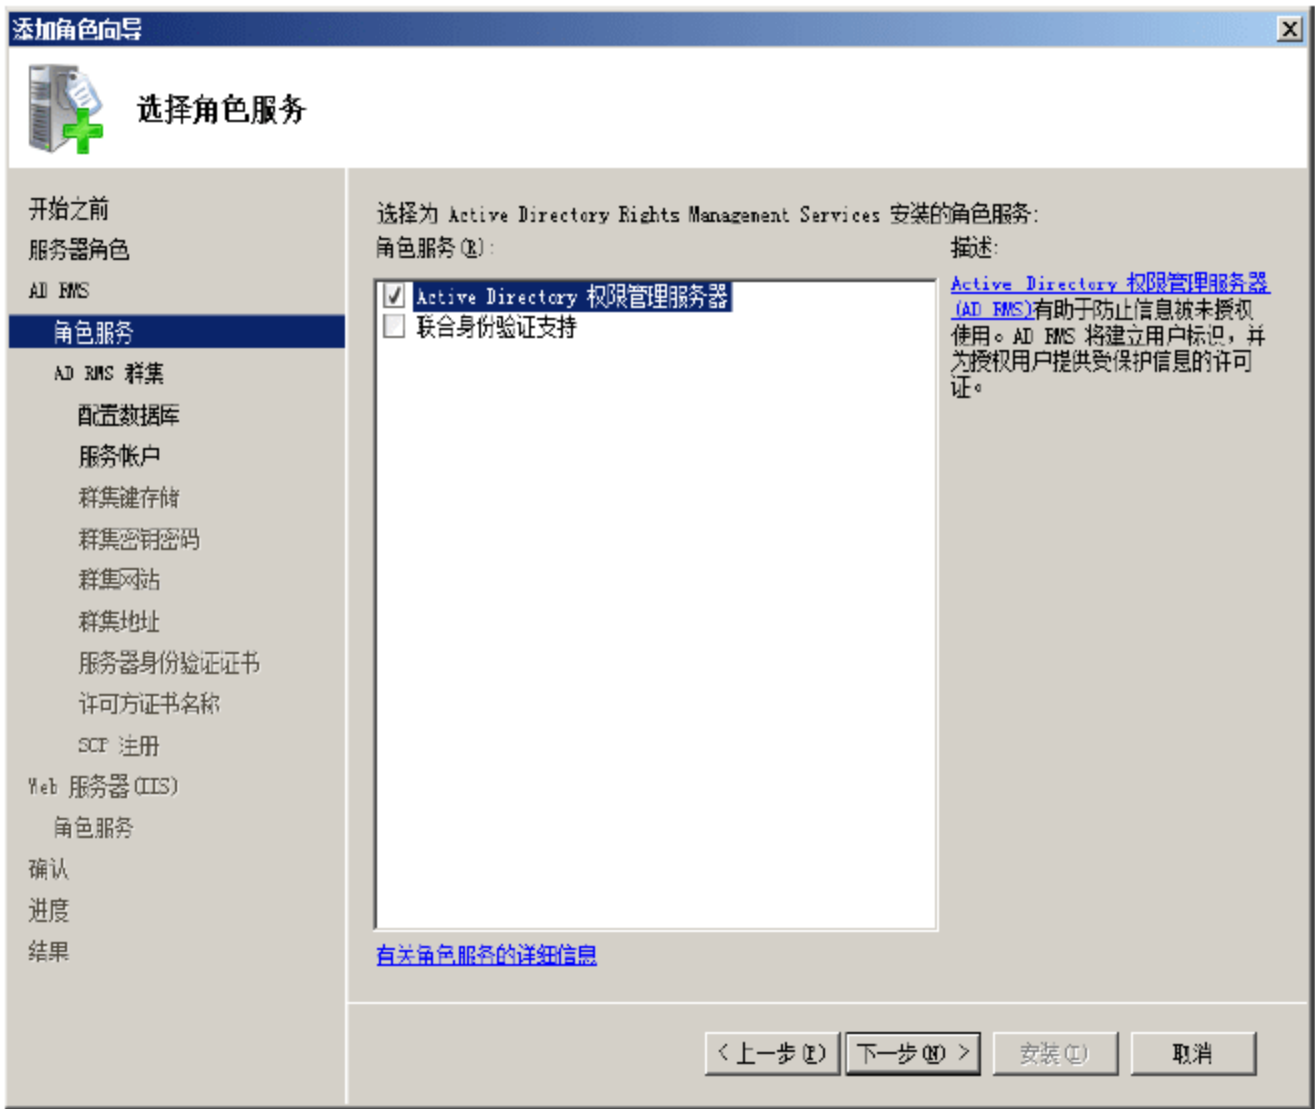 添加角色向导
选择角色服务
开始之前
服务器角色
AD RMS
角色服务
AD RMS 群集
配置数据库
服务帐户
群集键存储
群集密钥密码
群集网站
群集地址
服务器身份验证证书
许可方证书名称
SCP 注册
Web 服务器(IIS)
角色服务
确认
进度
结果
选择为 Active Directory Rights Management Services 安装的角色服务:
角色服务(R):
Active Directory 权限管理服务器
联合身份验证支持
有关角色服务的详细信息
描述:
Active Directory 权限管理服务器
(AD RMS)有助于防止信息被未授权
使用。AD RMS 将建立用户标识，并
为授权用户提供受保护信息的许可
证。
< 上一步(P)
下一步(N) >
安装(I)
取消